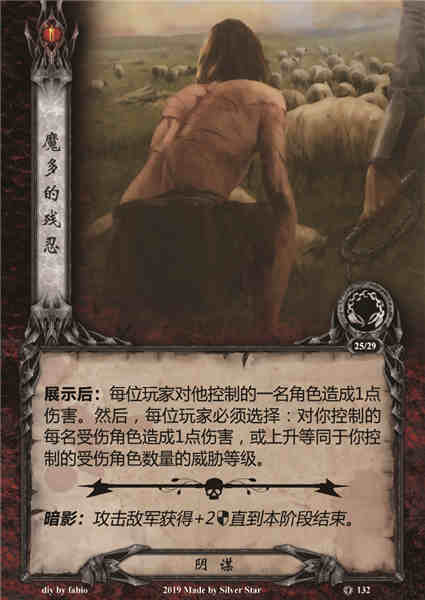 魔多的残忍
25/29
展示后：每位玩家对他控制的一名角色造成1点
伤害。然后，每位玩家必须选择：对你控制的
每名受伤角色造成1点伤害，或上升等同于你控
制的受伤角色数量的威胁等级。
暗影：攻击敌军获得+2直到本阶段结束。
阴谋
diy by fabio
2019 Made by Silver Star
132